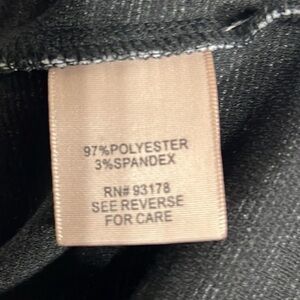 97%POLYESTER
3%SPANDEX
RN# 93178
SEE REVERSE
FOR CARE